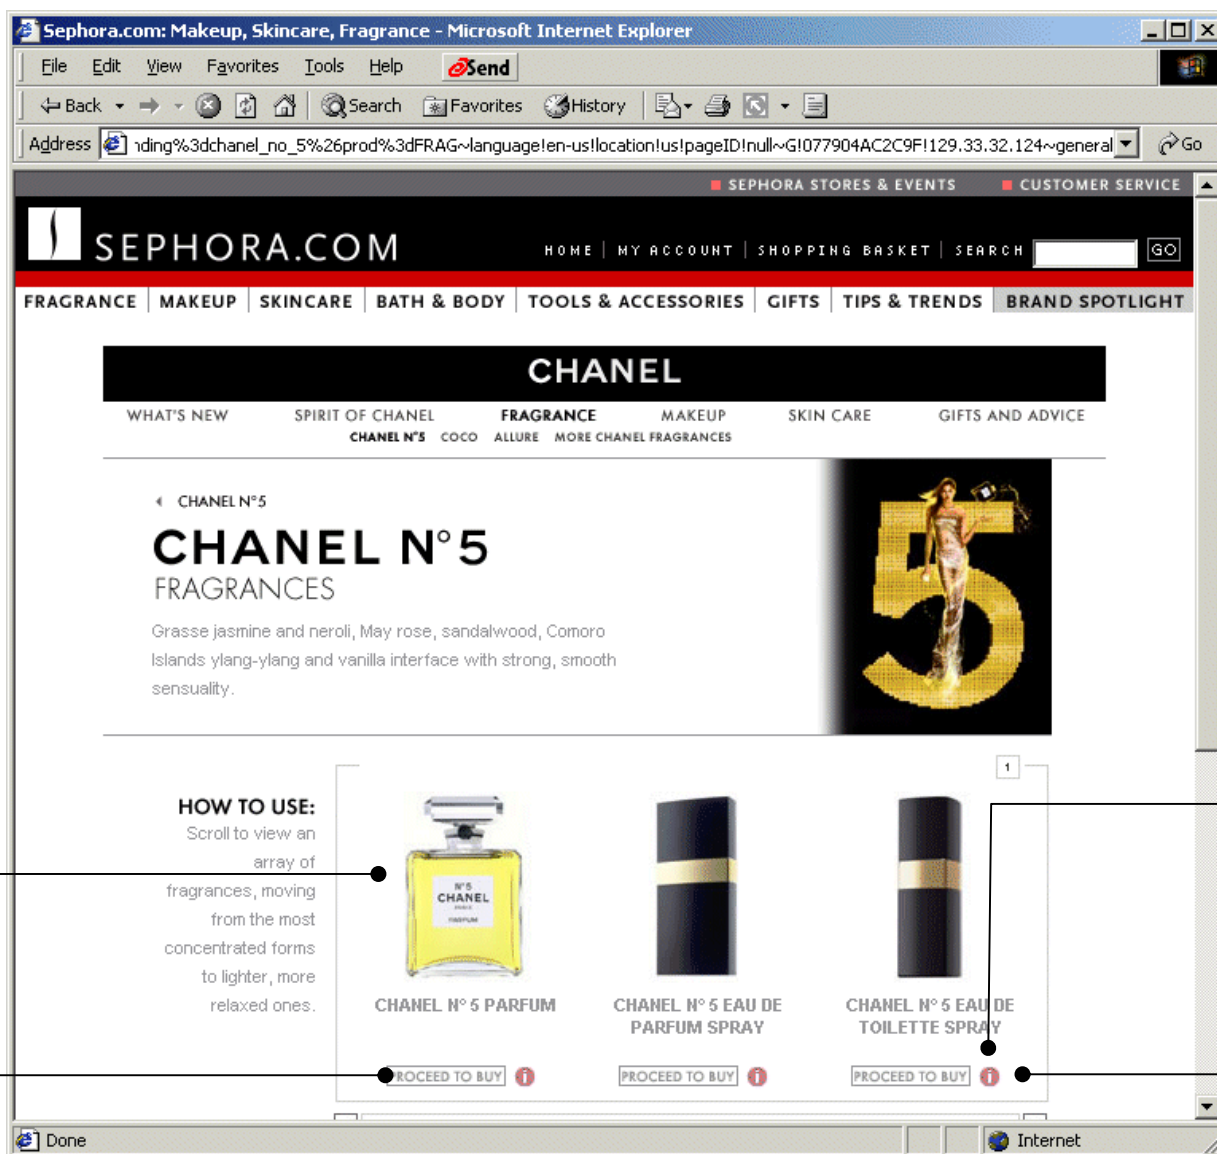 Sephora.com: Makeup, Skincare, Fragrance - Microsoft Internet Explorer
File Edit View Favorites Tools Help Send
Back Search Favorites History
Address nding%3dchanel_no_5%26prod%3dFRAG~language!en-us!location!us!pageID!null~G!077904AC2C9F!129.33.32.124~general Go
SEPHORA STORES & EVENTS CUSTOMER SERVICE
SEPHORA.COM HOME | MY ACCOUNT | SHOPPING BASKET | SEARCH GO
FRAGRANCE | MAKEUP | SKINCARE | BATH & BODY | TOOLS & ACCESSORIES | GIFTS | TIPS & TRENDS | BRAND SPOTLIGHT
CHANEL
WHAT'S NEW SPIRIT OF CHANEL FRAGRANCE MAKEUP SKIN CARE GIFTS AND ADVICE
CHANEL N°5 COCO ALLURE MORE CHANEL FRAGRANCES
CHANEL N°5
CHANEL N°5
FRAGRANCES
Grasse jasmine and neroli, May rose, sandalwood, Comoro
Islands ylang-ylang and vanilla interface with strong, smooth
sensuality.
5
1
HOW TO USE:
Scroll to view an
array of
fragrances, moving
from the most
concentrated forms
to lighter, more
relaxed ones.
N°5
CHANEL
PARIS
PARFUM
CHANEL N° 5 PARFUM
PROCEED TO BUY i
CHANEL N° 5 EAU DE
PARFUM SPRAY
PROCEED TO BUY i
CHANEL N° 5 EAU DE
TOILETTE SPRAY
PROCEED TO BUY i
Done Internet